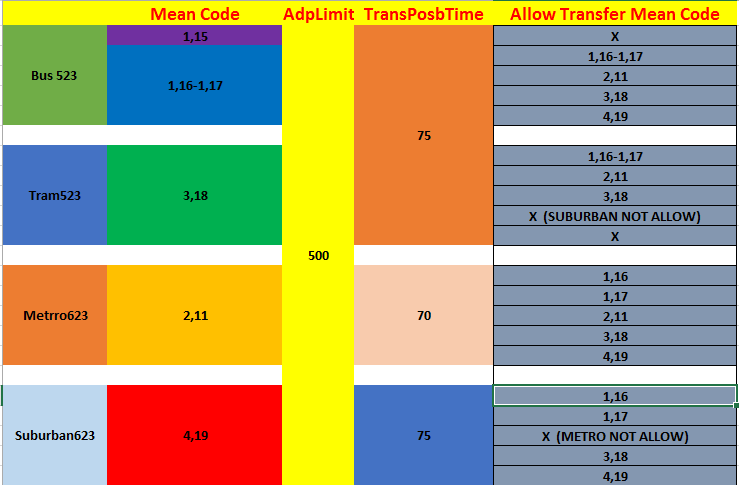 Mean Code AdpLimit TransPosbTime Allow Transfer Mean Code
1,15 X
Bus 523 1,16-1,17 1,16-1,17
2,11
3,18
4,19
75
1,16-1,17
2,11
Tram523 3,18 3,18
X (SUBURBAN NOT ALLOW)
X
500
1,16
1,17
Metrro623 2,11 70 2,11
3,18
4,19
1,16
1,17
Suburban623 4,19 75 X (METRO NOT ALLOW)
3,18
4,19